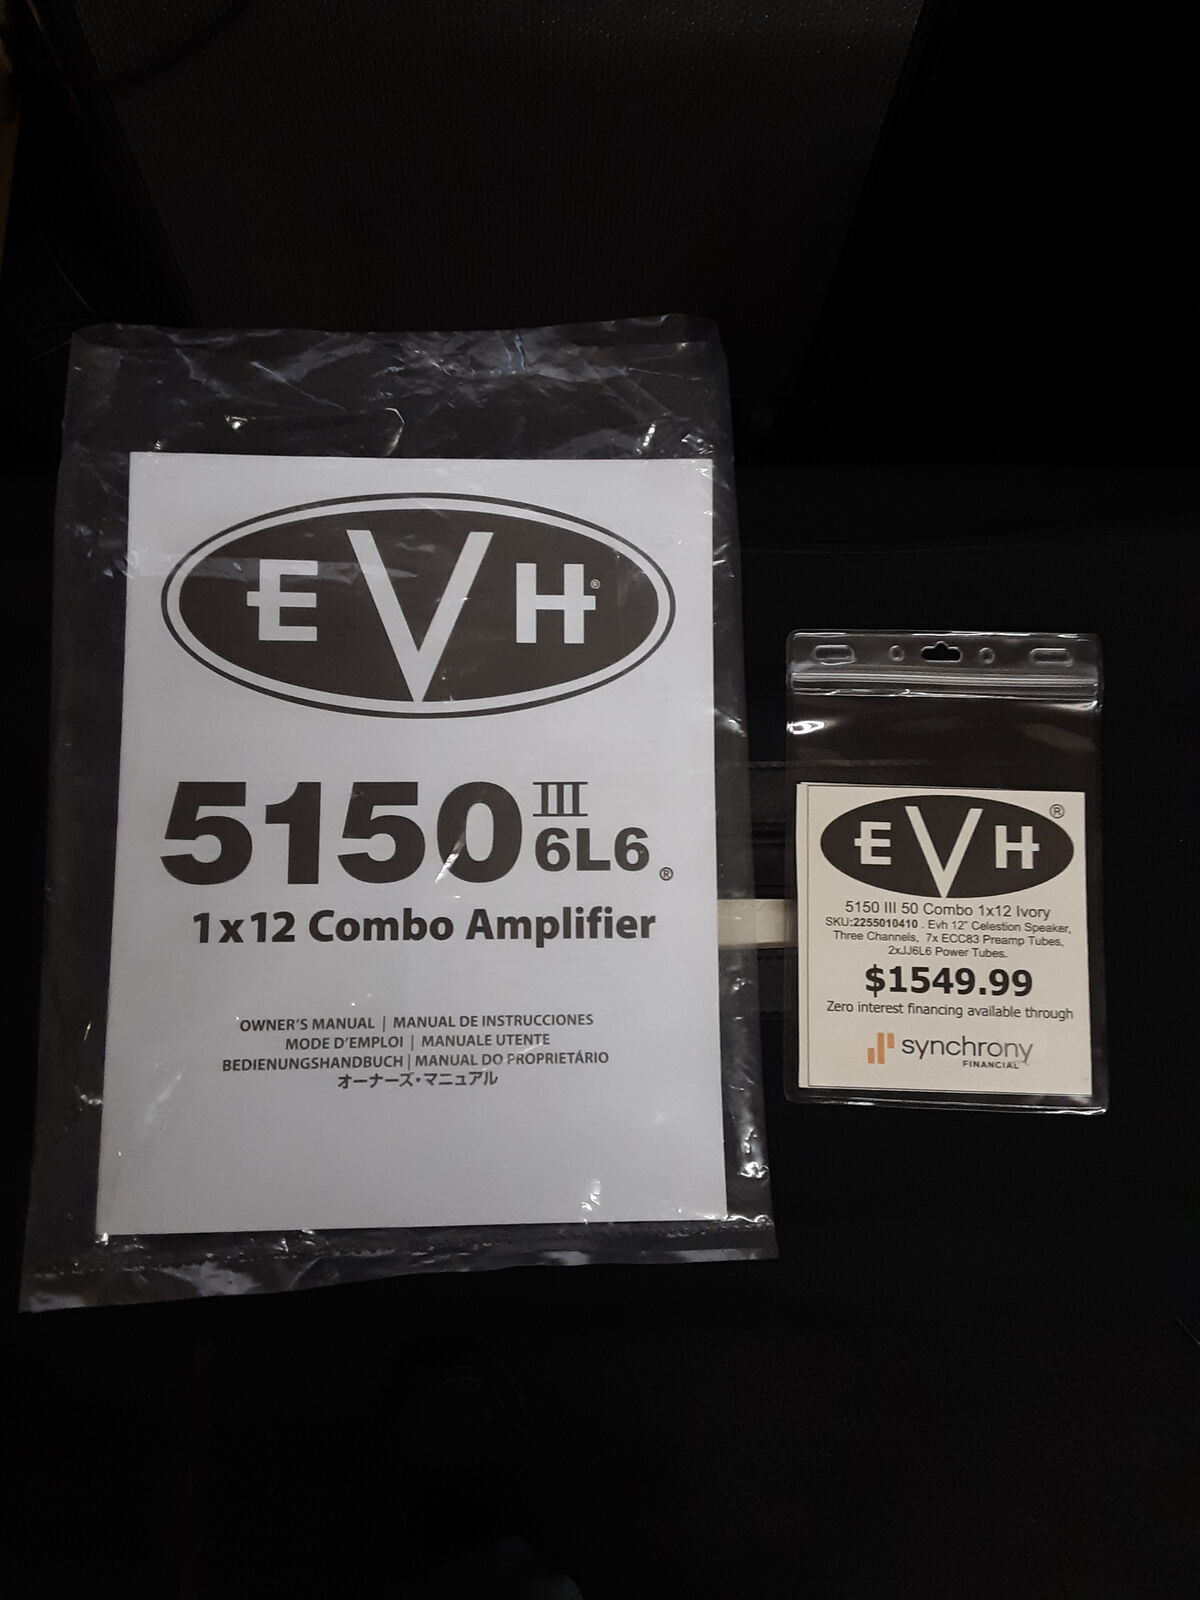 EVH®
5150 III
6L6®
1x12 Combo Amplifier
OWNER'S MANUAL | MANUAL DE INSTRUCCIONES
MODE D'EMPLOI | MANUALE UTENTE
BEDIENUNGSHANDBUCH | MANUAL DO PROPRIETÁRIO
オーナーズ・マニュアル
EVH®
5150 III 50 Combo 1x12 Ivory
SKU:2255010410 . Evh 12" Celestion Speaker,
Three Channels, 7x ECC83 Preamp Tubes,
2xJJ6L6 Power Tubes.
$1549.99
Zero interest financing available through
synchrony
FINANCIAL